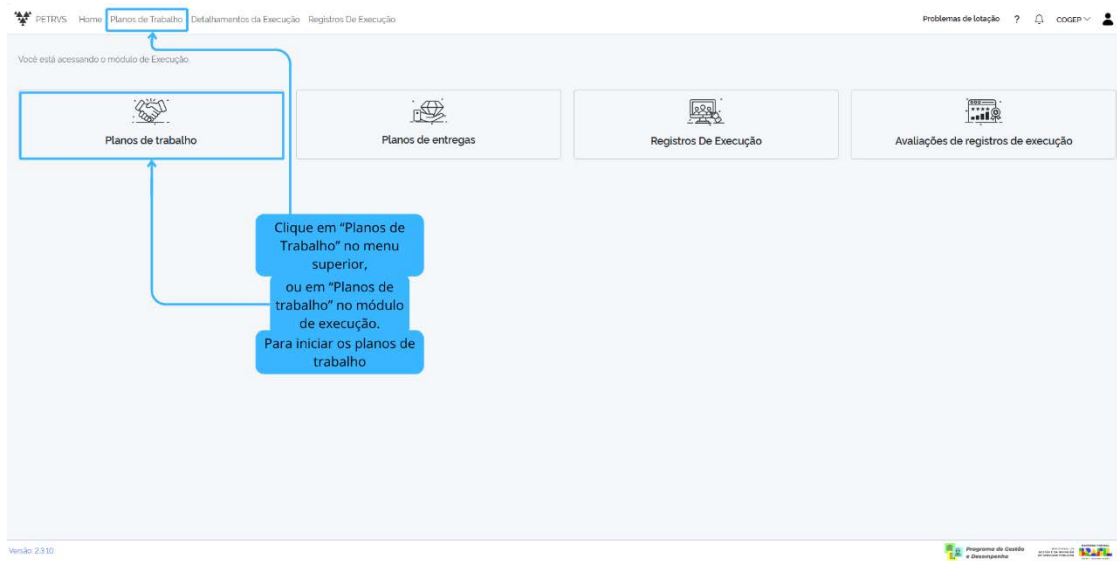 PETRVS Home Planos de Trabalho Detalhamentos da Execução Registros De Execução Problemas de lotação ? COGEP
Você está acessando o módulo de Execução
Planos de trabalho
Planos de entregas
Registros De Execução
Avaliações de registros de execução
Clique em “Planos de
Trabalho” no menu
superior,
ou em “Planos de
trabalho” no módulo
de execução.
Para iniciar os planos de
trabalho
Versão: 2.3.10
Programa de Gestão
e Desempenho